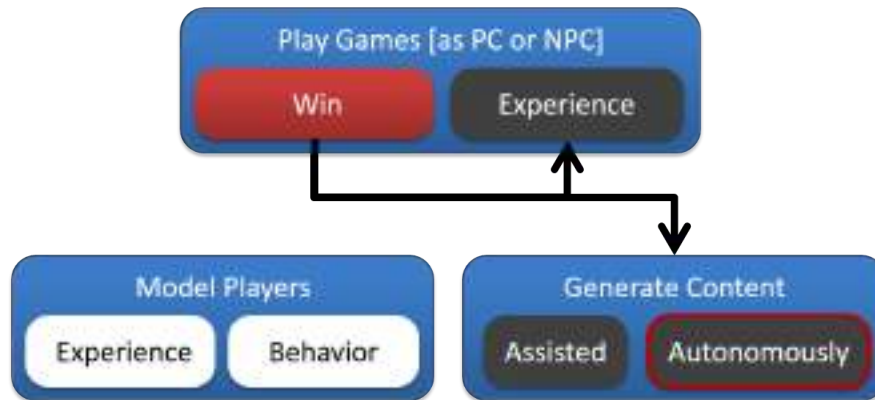 Play Games [as PC or NPC]
Win
Experience
Model Players
Experience
Behavior
Generate Content
Assisted
Autonomously